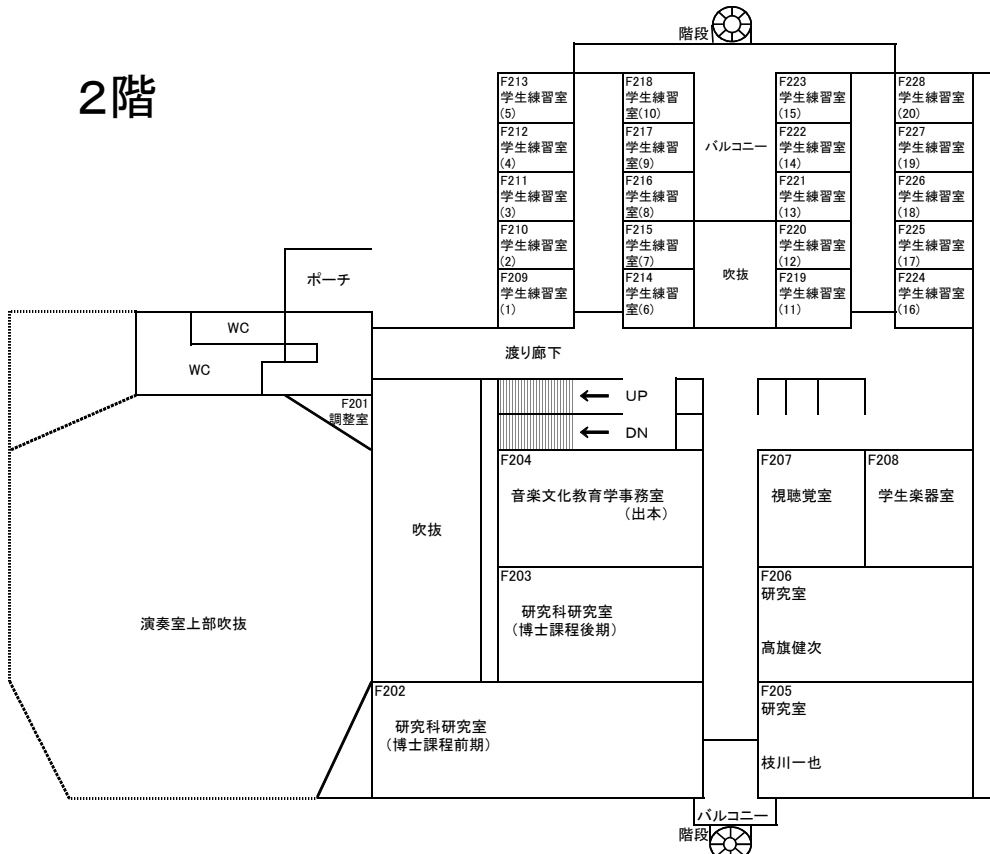 2階
階段
F213
学生練習室
(5)
F218
学生練習
室(10)
F223
学生練習室
(15)
F228
学生練習室
(20)
F212
学生練習室
(4)
F217
学生練習
室(9)
バルコニー
F222
学生練習室
(14)
F227
学生練習室
(19)
F211
学生練習室
(3)
F216
学生練習
室(8)
F221
学生練習室
(13)
F226
学生練習室
(18)
F210
学生練習室
(2)
F215
学生練習
室(7)
吹抜
F220
学生練習室
(12)
F225
学生練習室
(17)
F209
学生練習室
(1)
F214
学生練習
室(6)
F219
学生練習室
(11)
F224
学生練習室
(16)
ポーチ
WC
WC
渡り廊下
F201
調整室
UP
DN
F204
音楽文化教育学事務室
(出本)
F207
視聴覚室
F208
学生楽器室
吹抜
F203
研究科研究室
(博士課程後期)
F206
研究室
髙旗健次
演奏室上部吹抜
F202
研究科研究室
(博士課程前期)
F205
研究室
枝川一也
バルコニー
階段